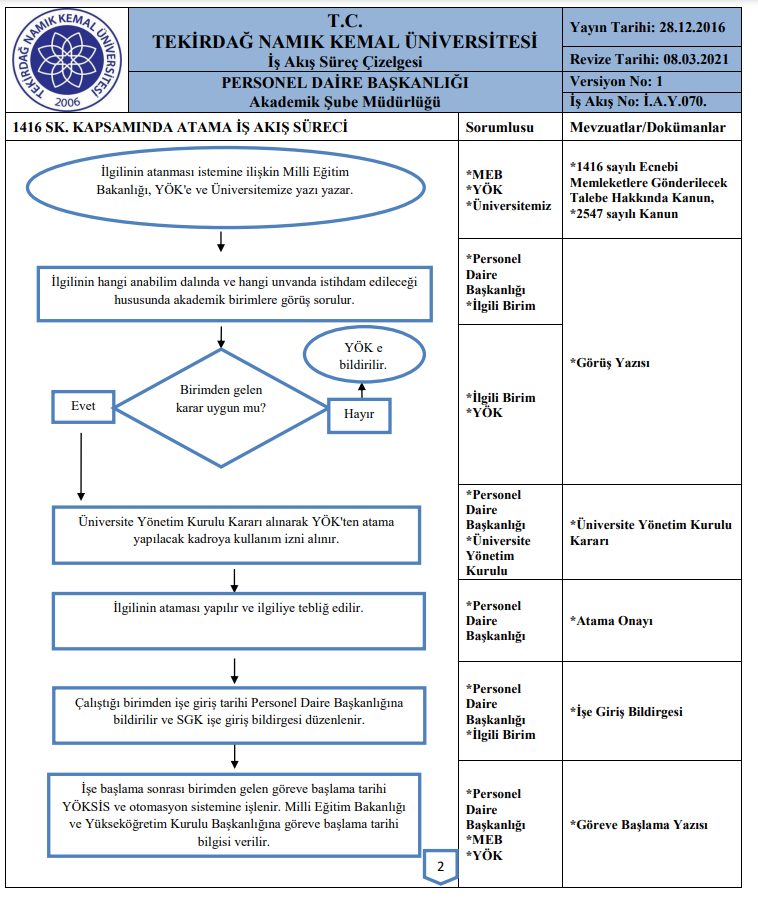 TEKİRDAĞ NAMIK KEMAL ÜNİVERSİTESİ
2006
T.C.
TEKİRDAĞ NAMIK KEMAL ÜNİVERSİTESİ
İş Akış Süreç Çizelgesi
PERSONEL DAİRE BAŞKANLIĞI
Akademik Şube Müdürlüğü
Yayın Tarihi: 28.12.2016
Revize Tarihi: 08.03.2021
Versiyon No: 1
İş Akış No: İ.A.Y.070.
1416 SK. KAPSAMINDA ATAMA İŞ AKIŞ SÜRECİ
Sorumlusu
Mevzuatlar/Dokümanlar
İlgilinin atanması istemine ilişkin Milli Eğitim
Bakanlığı, YÖK'e ve Üniversitemize yazı yazar.
*MEB
*YÖK
*Üniversitemiz
*1416 sayılı Ecnebi
Memleketlere Gönderilecek
Talebe Hakkında Kanun,
*2547 sayılı Kanun
İlgilinin hangi anabilim dalında ve hangi unvanda istihdam edileceği
hususunda akademik birimlere görüş sorulur.
*Personel
Daire
Başkanlığı
*İlgili Birim
*Görüş Yazısı
YÖK e
bildirilir.
Birimden gelen
karar uygun mu?
Evet
Hayır
*İlgili Birim
*YÖK
Üniversite Yönetim Kurulu Kararı alınarak YÖK'ten atama
yapılacak kadroya kullanım izni alınır.
*Personel
Daire
Başkanlığı
*Üniversite
Yönetim
Kurulu
*Üniversite Yönetim Kurulu
Kararı
İlgilinin ataması yapılır ve ilgiliye tebliğ edilir.
*Personel
Daire
Başkanlığı
*Atama Onayı
Çalıştığı birimden işe giriş tarihi Personel Daire Başkanlığına
bildirilir ve SGK işe giriş bildirgesi düzenlenir.
*Personel
Daire
Başkanlığı
*İlgili Birim
*İşe Giriş Bildirgesi
İşe başlama sonrası birimden gelen göreve başlama tarihi
YÖKSİS ve otomasyon sistemine işlenir. Milli Eğitim Bakanlığı
ve Yükseköğretim Kurulu Başkanlığına göreve başlama tarihi
bilgisi verilir.
*Personel
Daire
Başkanlığı
*MEB
*YÖK
*Göreve Başlama Yazısı
2